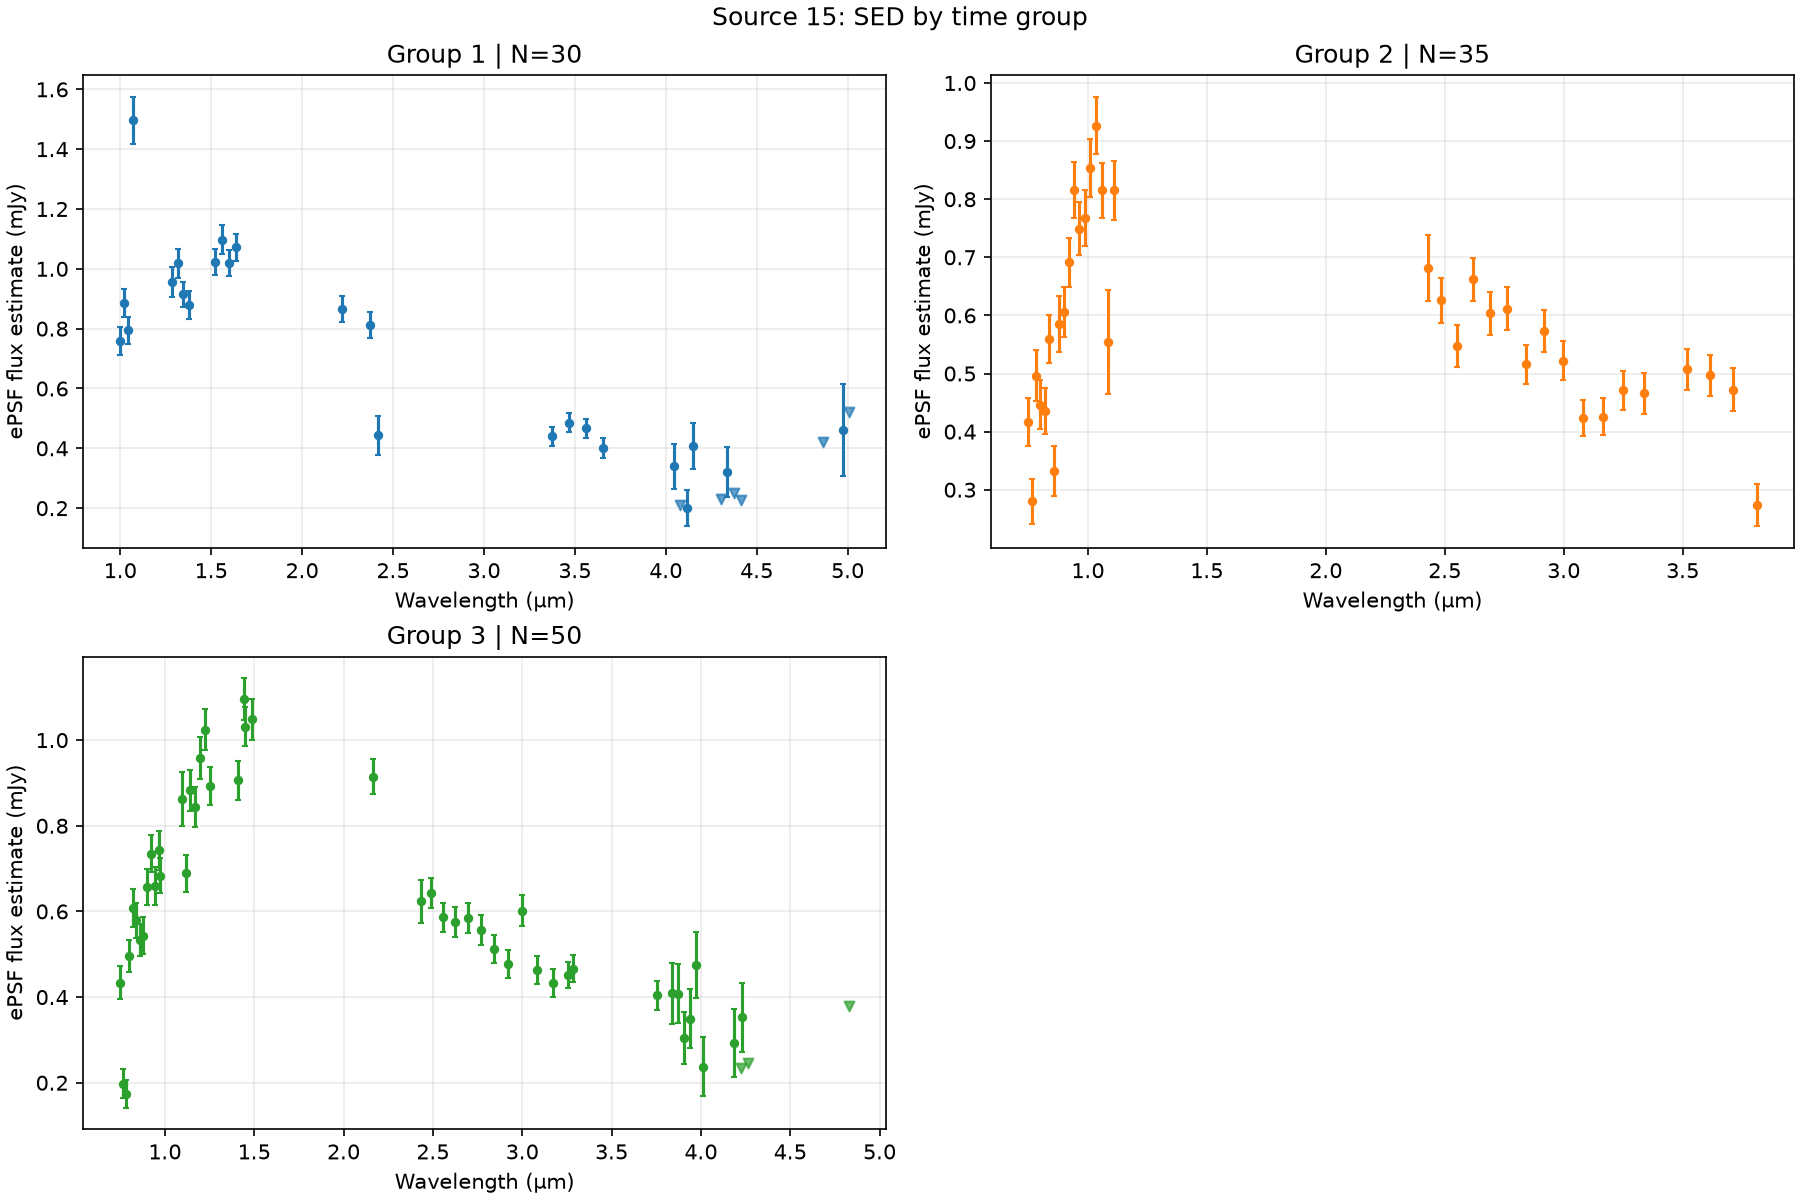 Source 15: SED by time group
Group 1 | N=30
ePSF flux estimate (mJy)
1.6
1.4
1.2
1.0
0.8
0.6
0.4
0.2
1.0 1.5 2.0 2.5 3.0 3.5 4.0 4.5 5.0
Wavelength (μm)
Group 2 | N=35
ePSF flux estimate (mJy)
1.0
0.9
0.8
0.7
0.6
0.5
0.4
0.3
1.0 1.5 2.0 2.5 3.0 3.5
Wavelength (μm)
Group 3 | N=50
ePSF flux estimate (mJy)
1.0
0.8
0.6
0.4
0.2
1.0 1.5 2.0 2.5 3.0 3.5 4.0 4.5 5.0
Wavelength (μm)